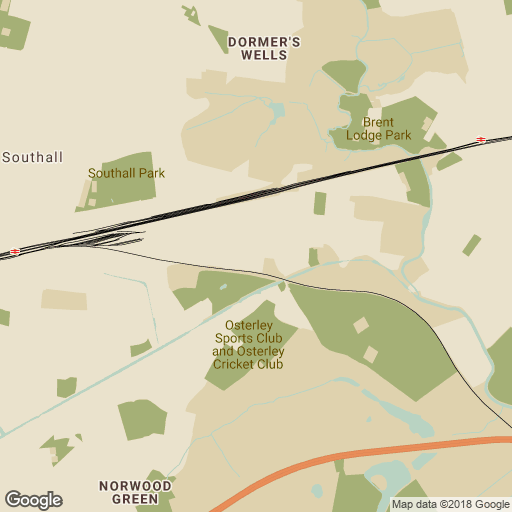 DORMER'S
WELLS
Brent
Lodge Park
Southall
Southall Park
Osterley
Sports Club
and Osterley
Cricket Club
NORWOOD
GREEN
Google
Map data ©2018 Google